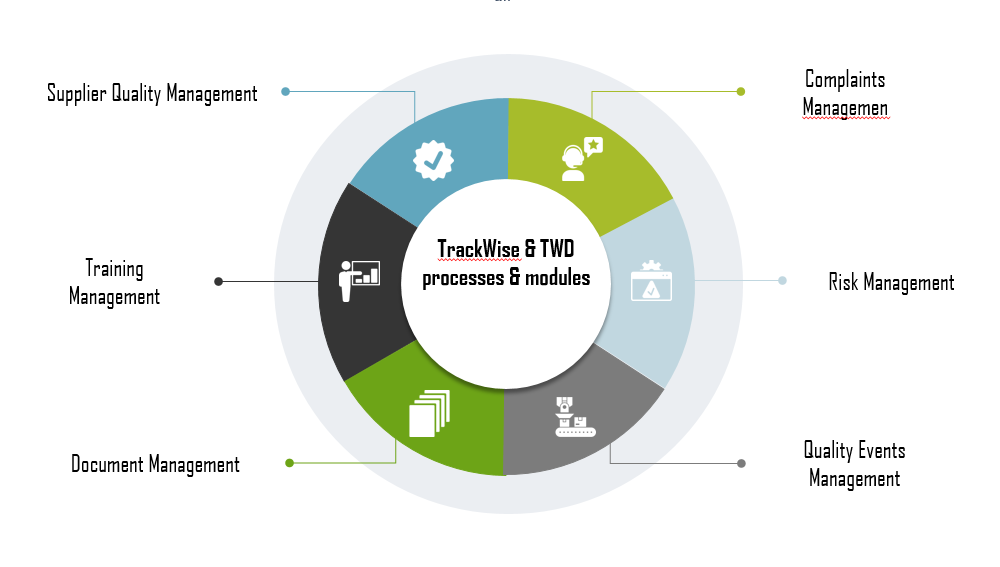 Supplier Quality Management
Complaints
Managemen
TrackWise & TWD
processes & modules
Training
Management
Risk Management
Document Management
Quality Events
Management